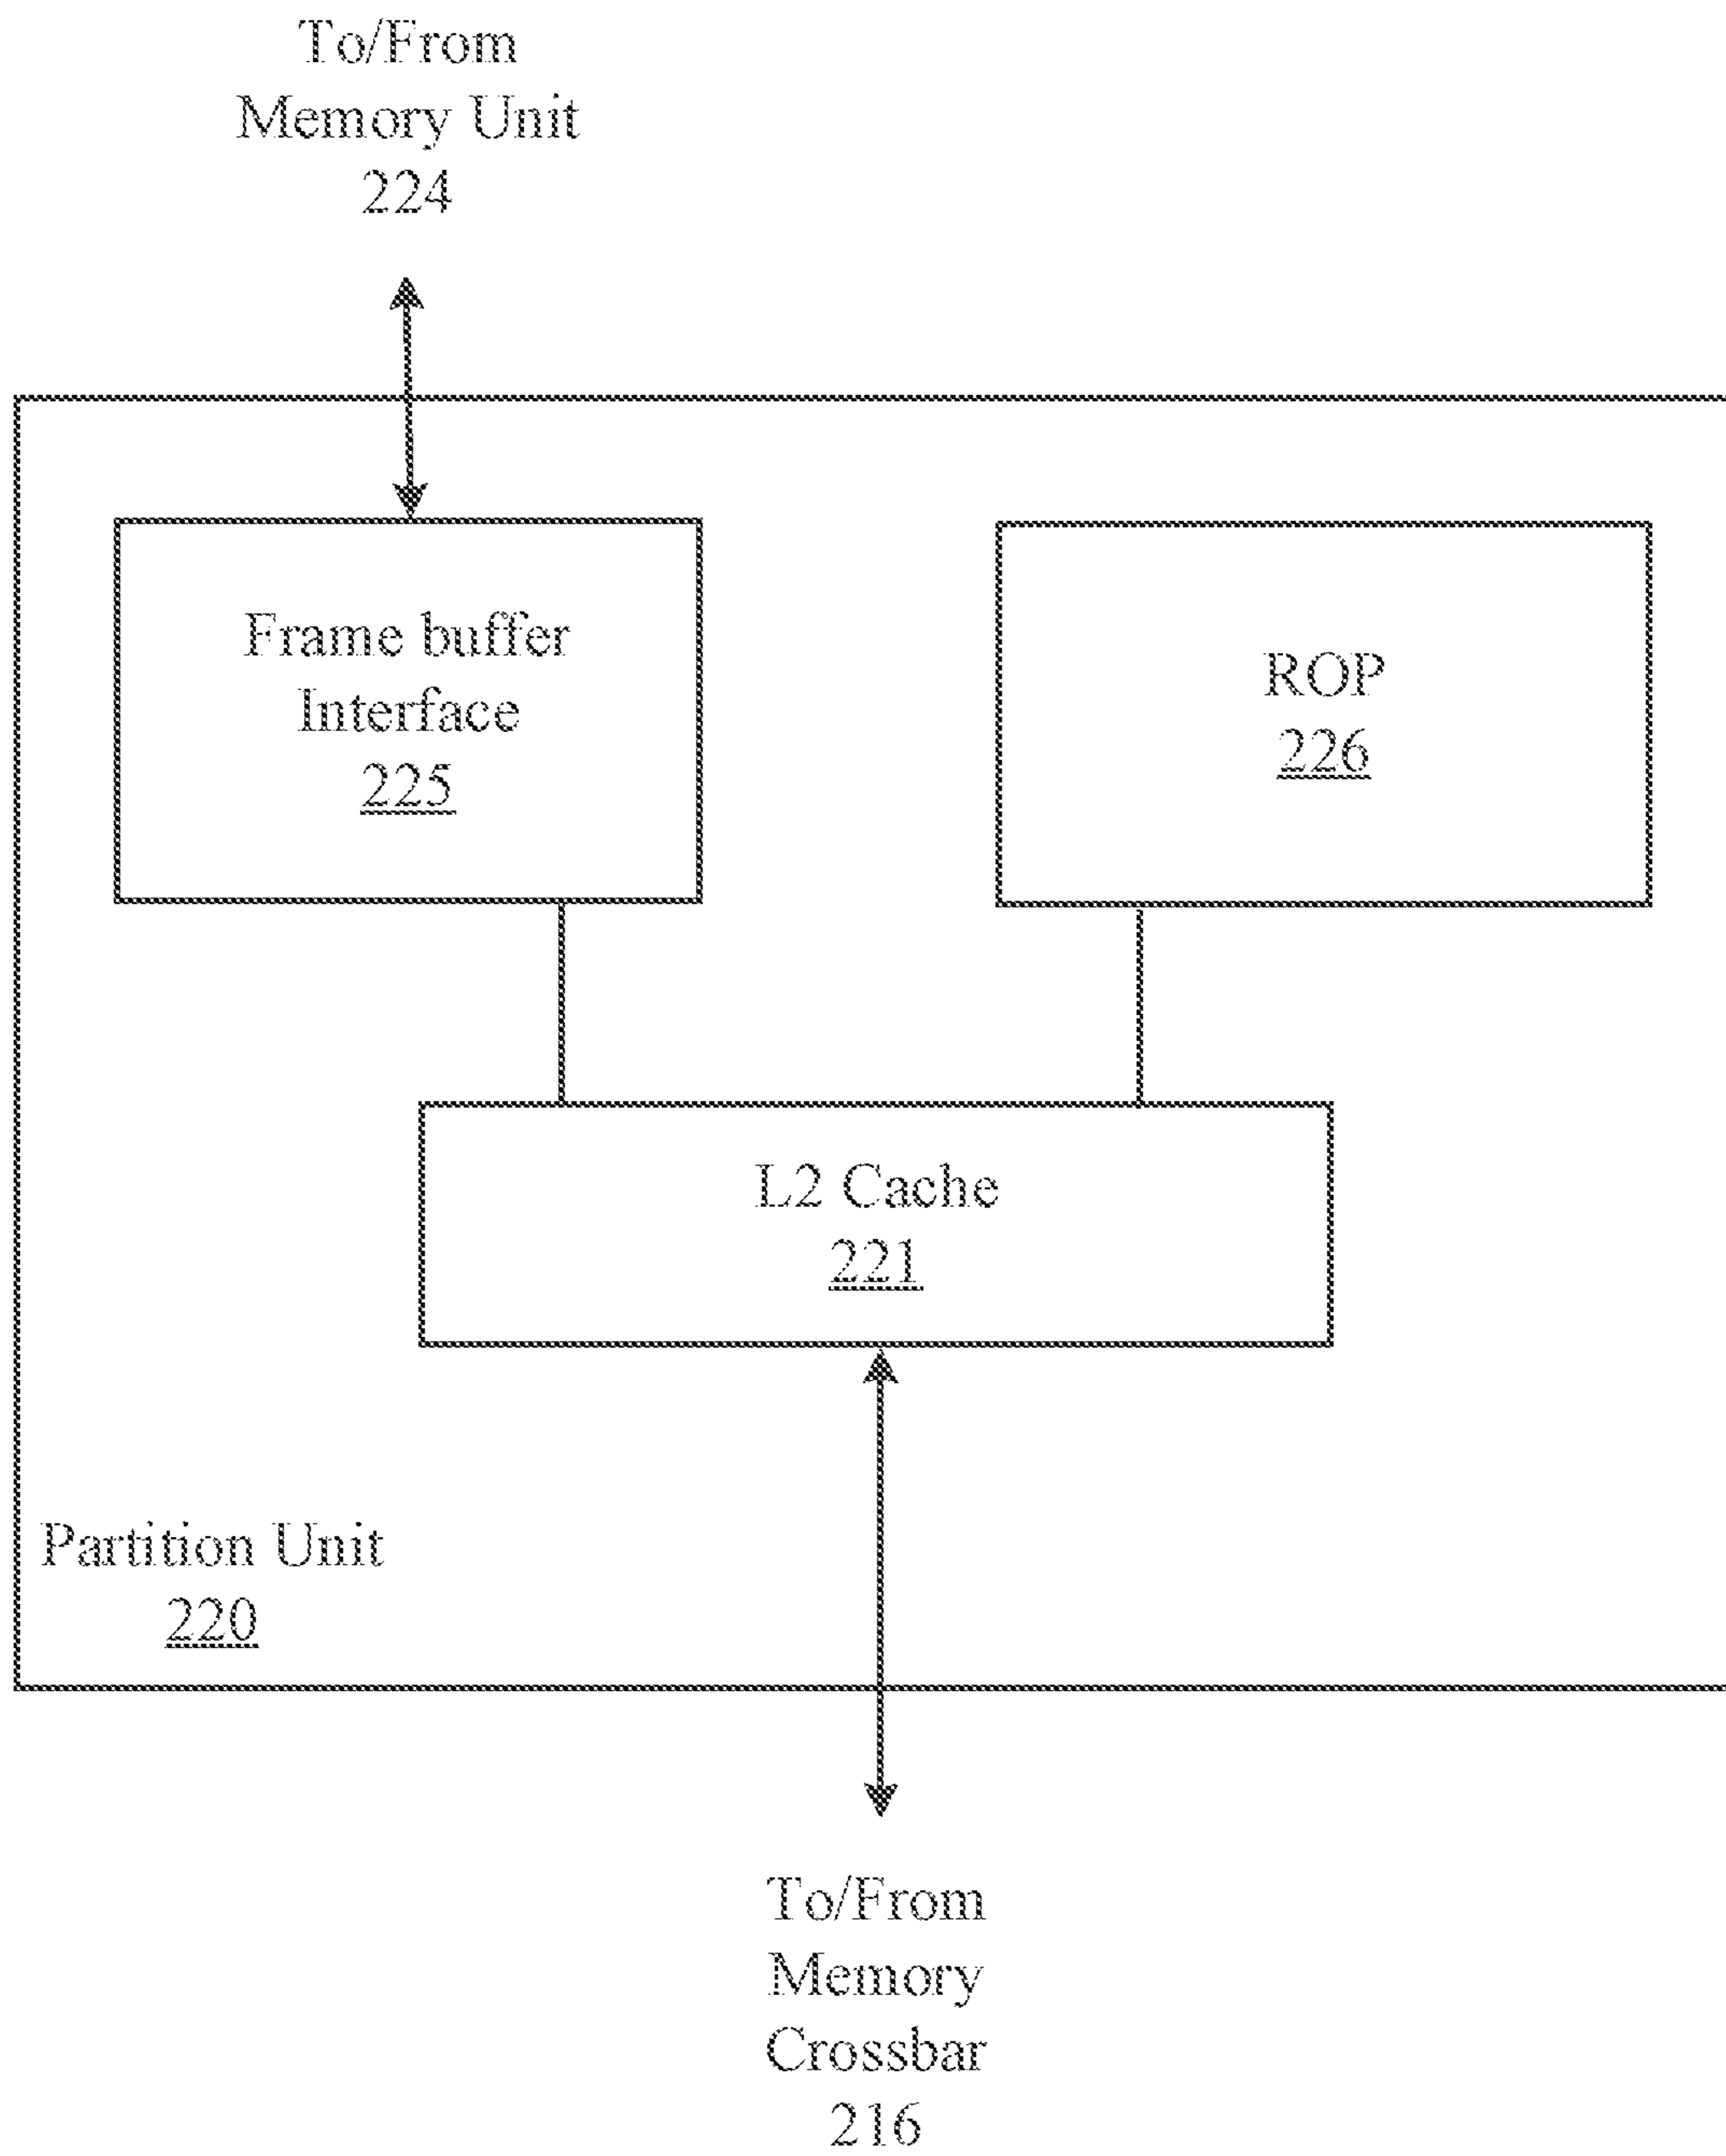 To/From
Memory Unit
224
Frame buffer
Interface
225
ROP
226
L2 Cache
221
Partition Unit
220
To/From
Memory
Crossbar
216